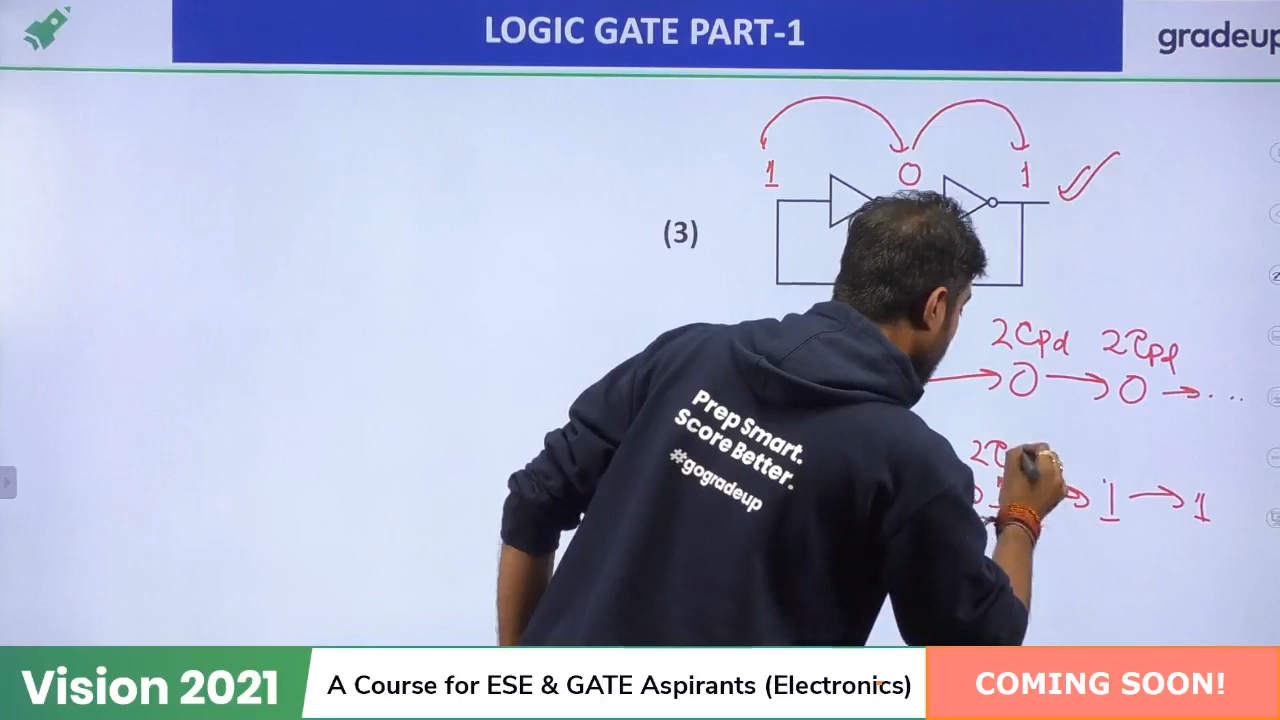 LOGIC GATE PART-1
gradeup
1 0 1
(3)
2τpd 2τpd
→ 0 → 0 → ...
1 → 1
Prep Smart.
Score Better.
#gogradeup
Vision 2021
A Course for ESE & GATE Aspirants (Electronics)
COMING SOON!